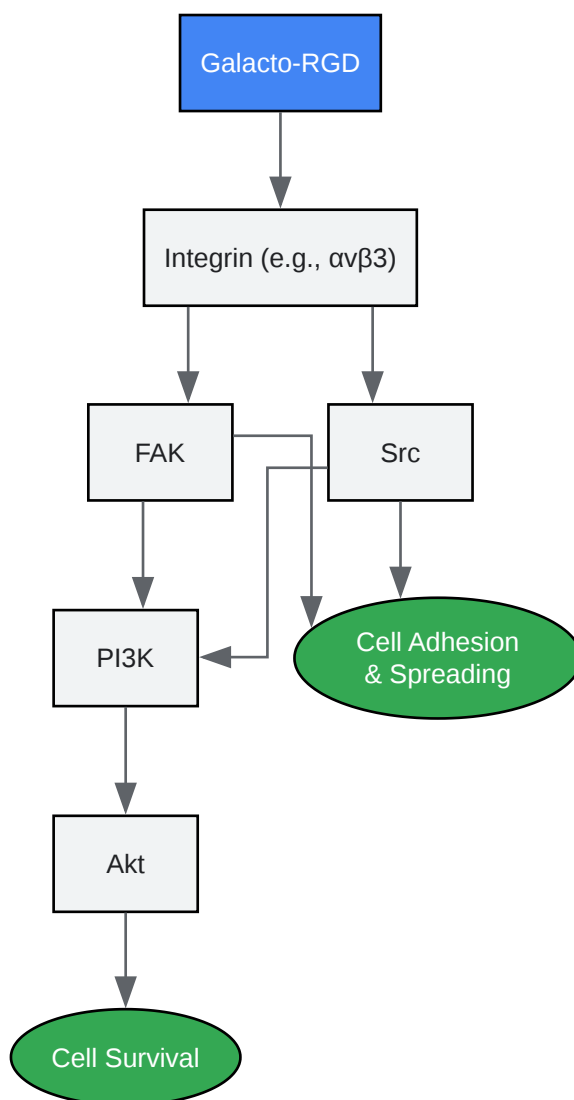 Galacto-RGD
Integrin (e.g., αvβ3)
FAK
Src
PI3K
Cell Adhesion
& Spreading
Akt
Cell Survival